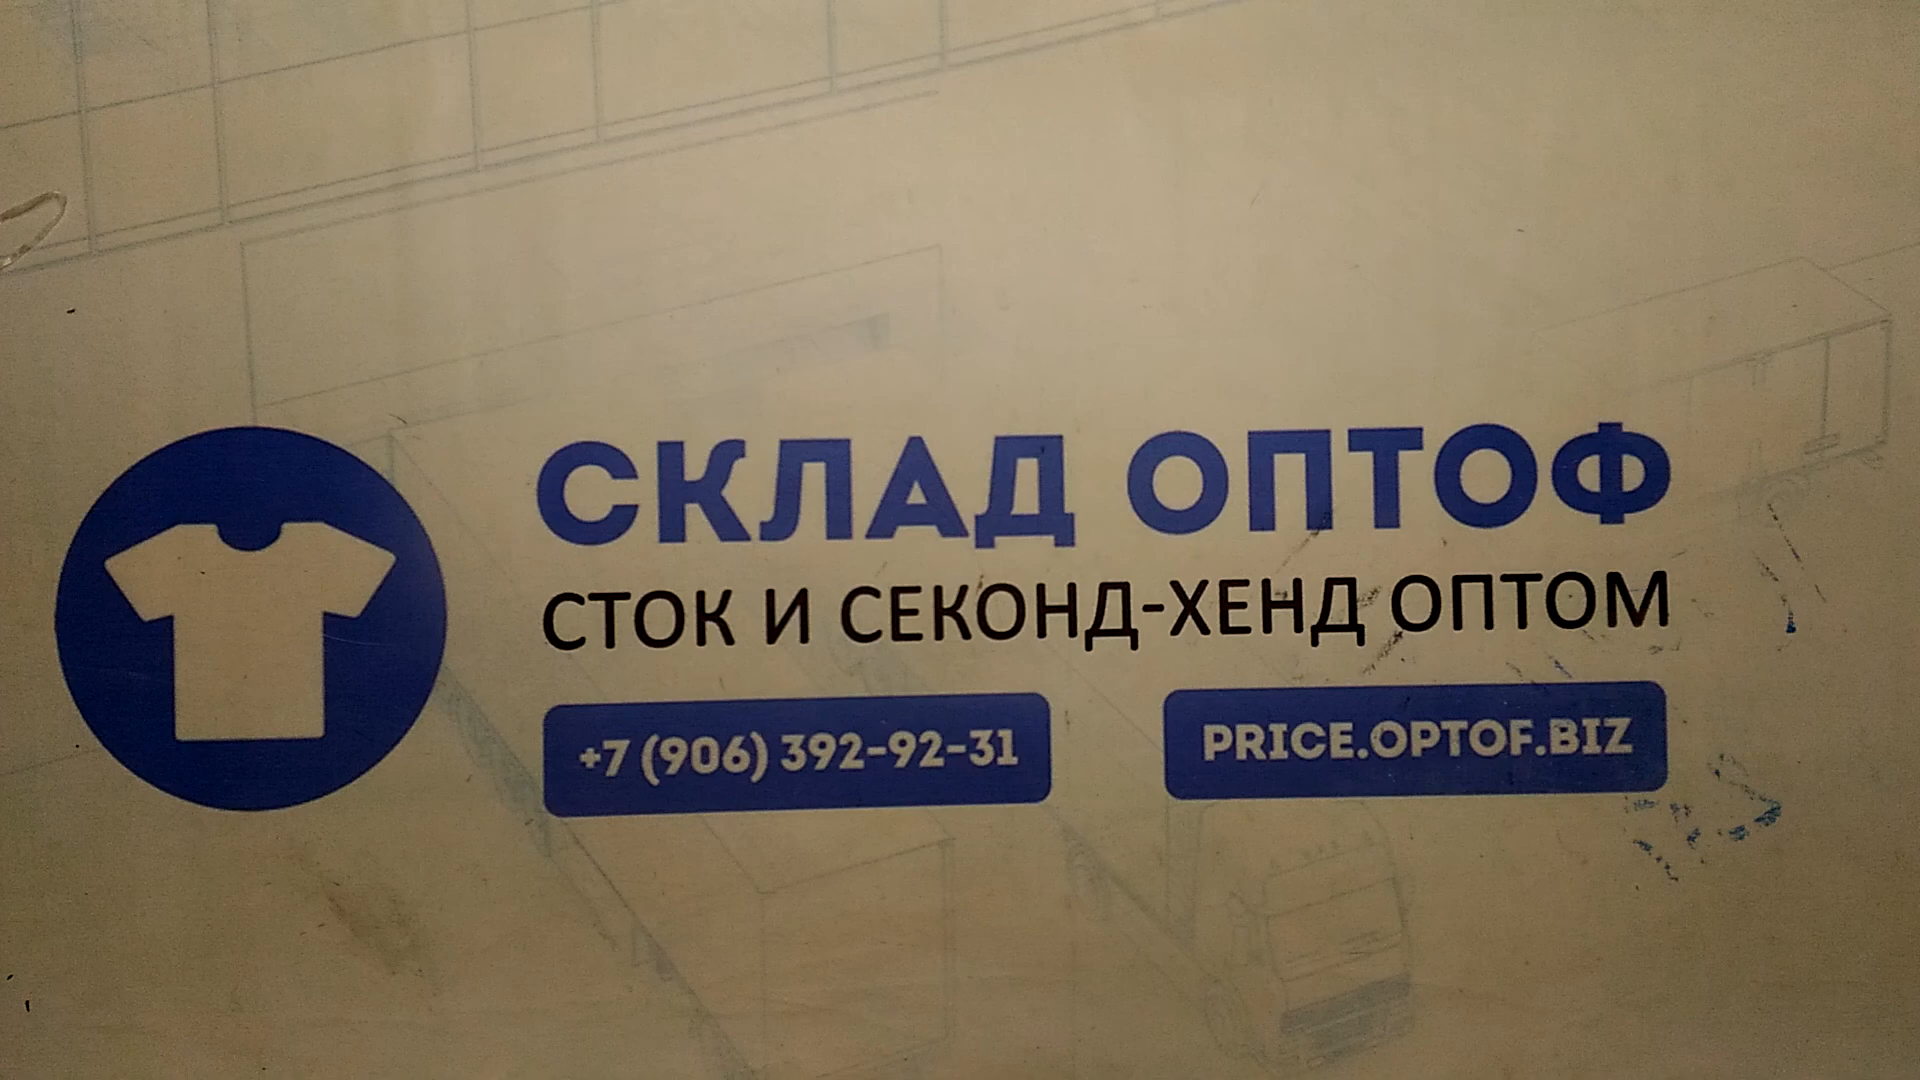 СКЛАД ОПТОФ
СТОК И СЕКОНД-ХЕНД ОПТОМ
+7 (906) 392-92-31
PRICE.OPTOF.BIZ